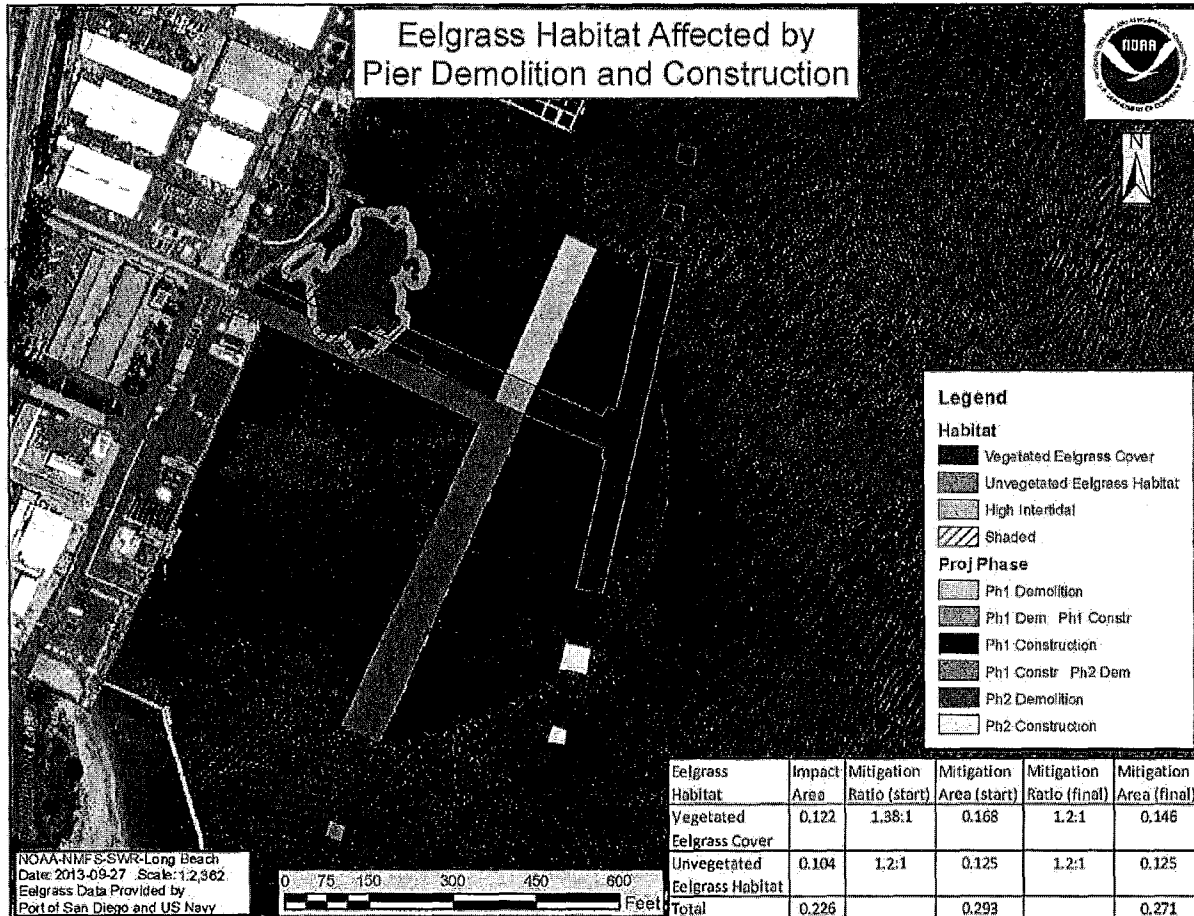 Eelgrass Habitat Affected by
Pier Demolition and Construction
NOAA
N
Legend
Habitat
Vegetated Eelgrass Cover
Unvegetated Eelgrass Habitat
High Intertidal
Shaded
Proj Phase
Ph1 Demolition
Ph1 Dem Ph1 Constr
Ph1 Construction
Ph1 Constr Ph2 Dem
Ph2 Demolition
Ph2 Construction
Eelgrass Habitat Impact Area Mitigation Ratio (start) Mitigation Area (start) Mitigation Ratio (final) Mitigation Area (final)
Vegetated Eelgrass Cover 0.122 1.38:1 0.168 1.2:1 0.146
Unvegetated Eelgrass Habitat 0.104 1.2:1 0.125 1.2:1 0.125
Total 0.226 0.293 0.271
NOAA-NMFS-SWR-Long Beach
Date: 2013-09-27 Scale: 1:2,362
Eelgrass Data Provided by
Port of San Diego and US Navy
0 75 150 300 450 600
Feet